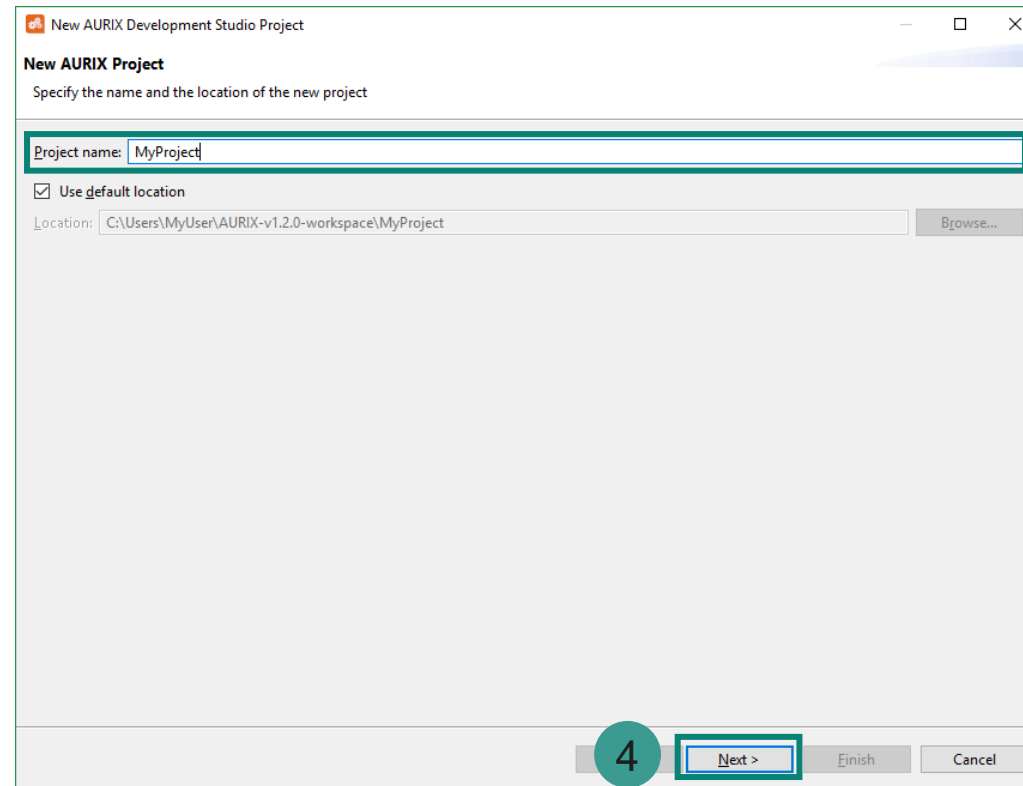 New AURIX Development Studio Project
New AURIX Project
Specify the name and the location of the new project
Project name: MyProject
Use default location
Location: C:\Users\MyUser\AURIX-v1.2.0-workspace\MyProject Browse...
4 Next > Finish Cancel